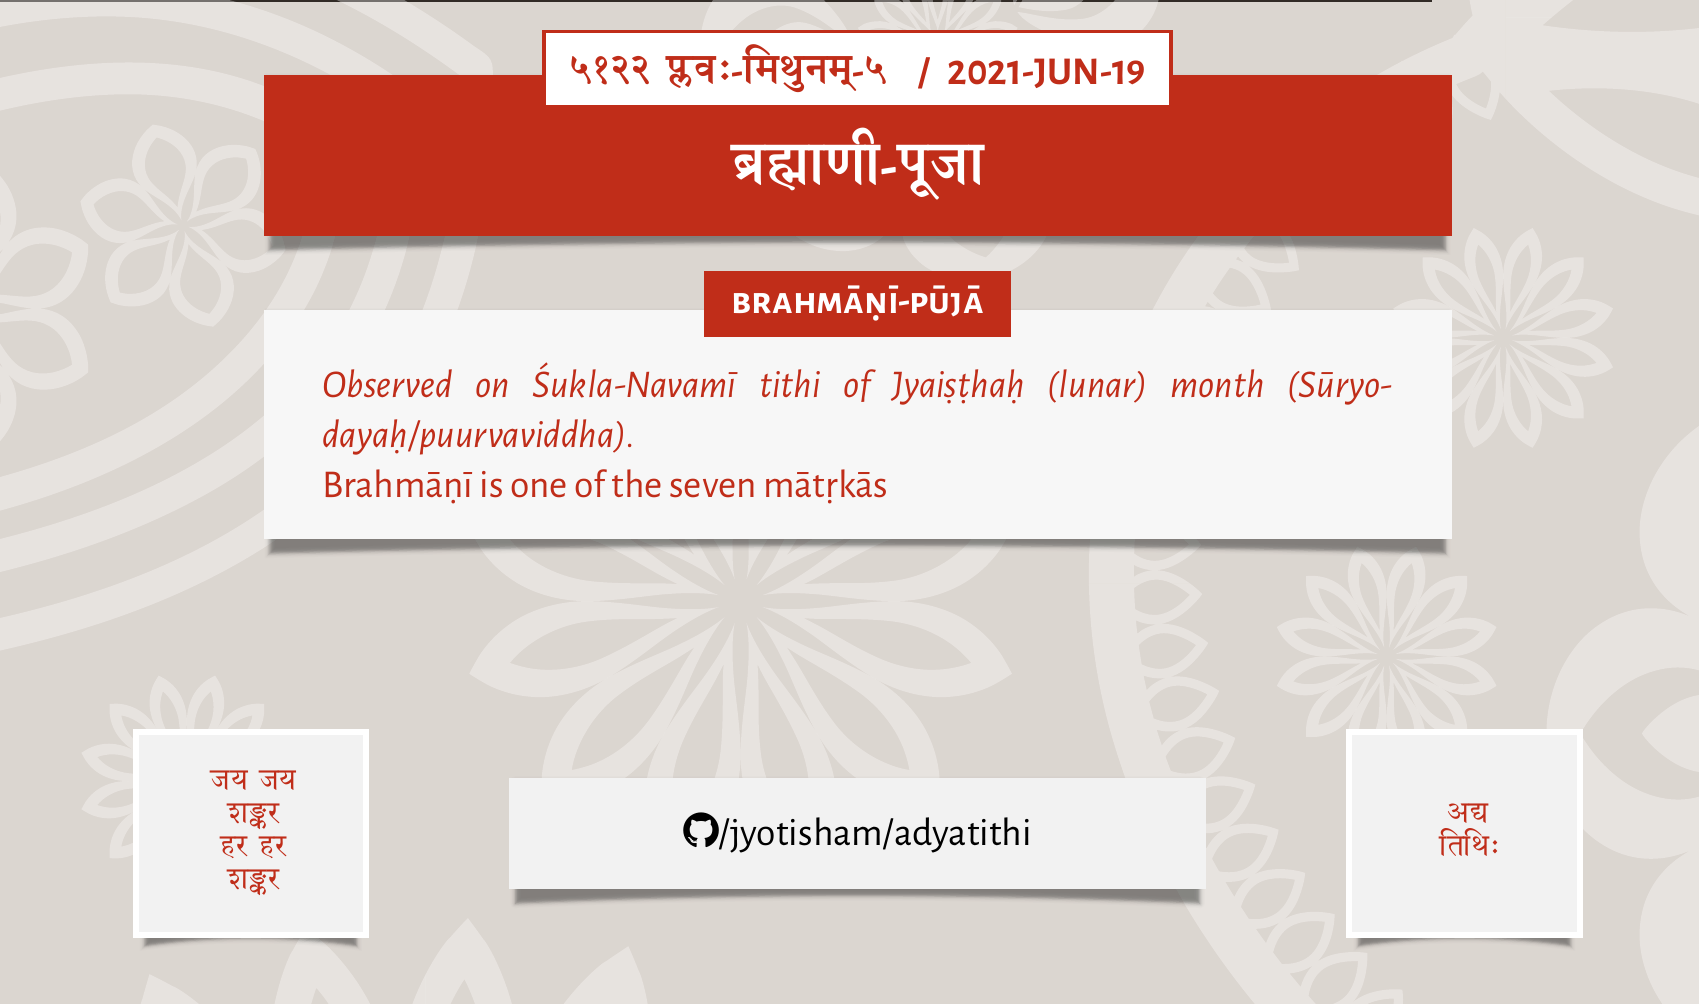 ५१२२ प्लवः-मिथुनम्-५ / 2021-JUN-19
ब्रह्माणी-पूजा
BRAHMĀṆĪ-PŪJĀ
Observed on Śukla-Navamī tithi of Jyaiṣṭhaḥ (lunar) month (Sūryo-
dayaḥ/puurvaviddha).
Brahmāṇī is one of the seven mātṛkās
जय जय
शङ्कर
हर हर
शङ्कर
/jyotisham/adyatithi
अद्य
तिथिः